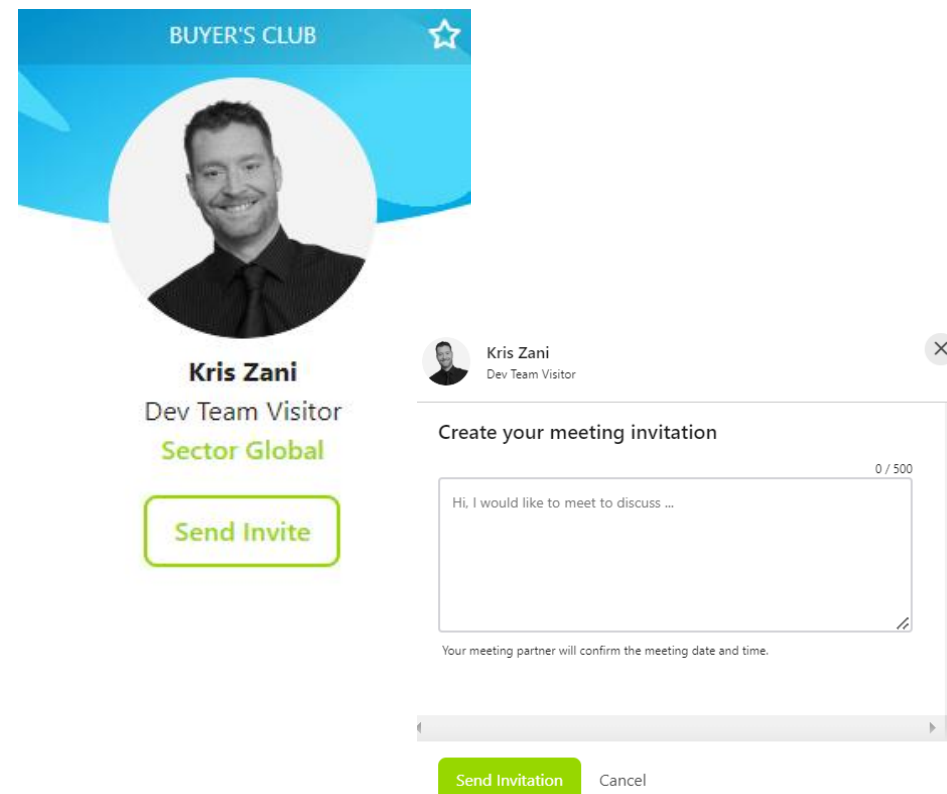 BUYER'S CLUB
Kris Zani
Dev Team Visitor
Sector Global
Send Invite
Kris Zani
Dev Team Visitor
Create your meeting invitation
0 / 500
Hi, I would like to meet to discuss ...
Your meeting partner will confirm the meeting date and time.
Send Invitation
Cancel